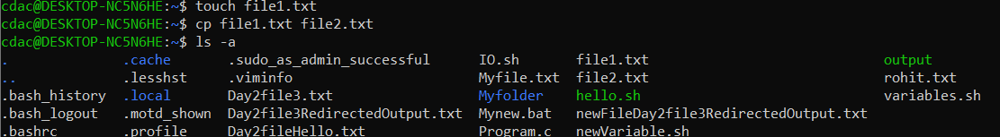 cdac@DESKTOP-NC5N6HE:~$ touch file1.txt
cdac@DESKTOP-NC5N6HE:~$ cp file1.txt file2.txt
cdac@DESKTOP-NC5N6HE:~$ ls -a
. .cache .sudo_as_admin_successful IO.sh file1.txt output
.. .lesshst .viminfo Myfile.txt file2.txt rohit.txt
.bash_history .local Day2file3.txt Myfolder hello.sh variables.sh
.bash_logout .motd_shown Day2file3RedirectedOutput.txt Mynew.bat newFileDay2file3RedirectedOutput.txt
.bashrc .profile Day2fileHello.txt Program.c newVariable.sh